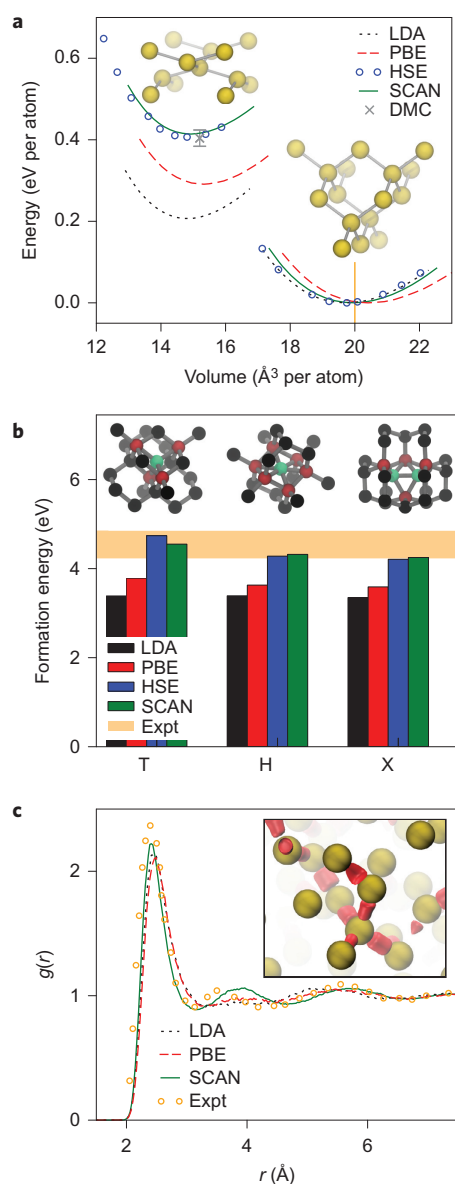 a
LDA
PBE
HSE
SCAN
DMC
0.6
0.4
0.2
0.0
Energy (eV per atom)
12
14
16
18
20
22
Volume (Å3 per atom)
b
6
4
2
0
Formation energy (eV)
LDA
PBE
HSE
SCAN
Expt
T
H
X
c
2
1
0
g(r)
LDA
PBE
SCAN
Expt
2
4
6
r (Å)